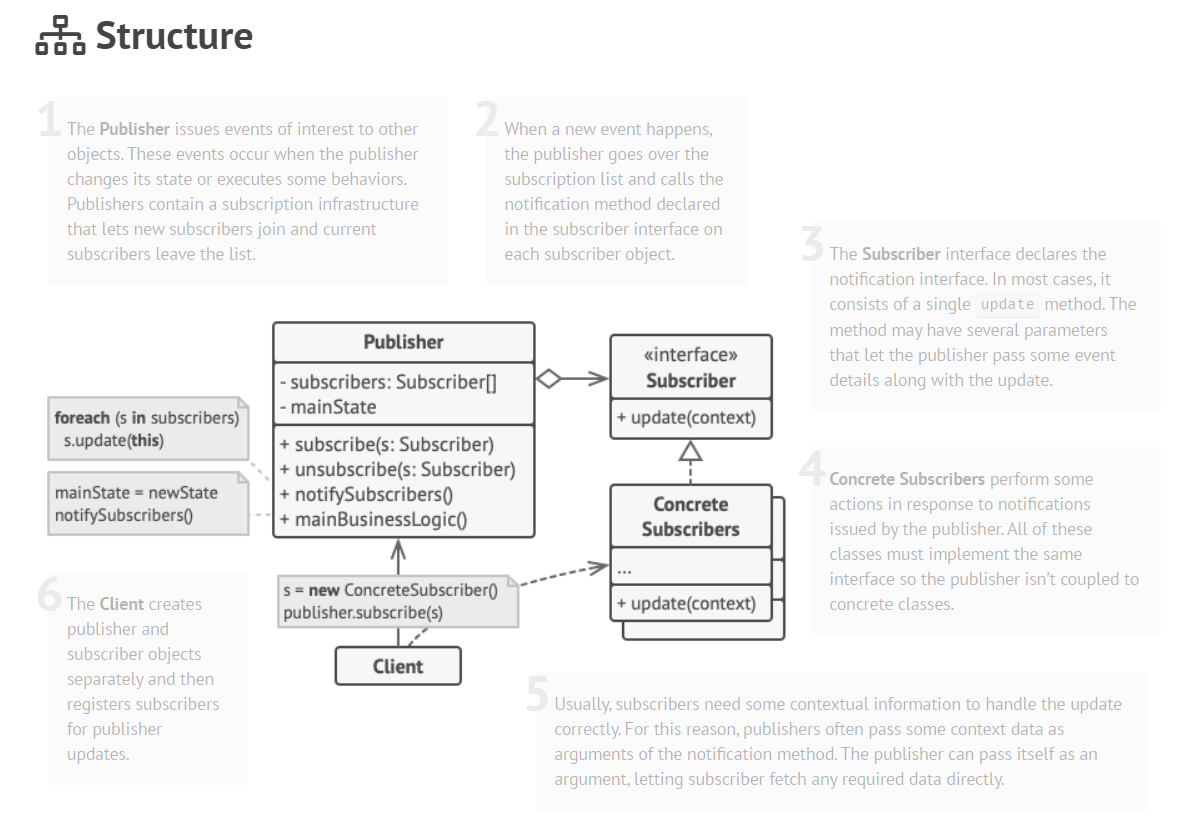 Structure
1
The Publisher issues events of interest to other
objects. These events occur when the publisher
changes its state or executes some behaviors.
Publishers contain a subscription infrastructure
that lets new subscribers join and current
subscribers leave the list.
2
When a new event happens,
the publisher goes over the
subscription list and calls the
notification method declared
in the subscriber interface on
each subscriber object.
3
The Subscriber interface declares the
notification interface. In most cases, it
consists of a single update method. The
method may have several parameters
that let the publisher pass some event
details along with the update.
Publisher
- subscribers: Subscriber[]
- mainState
+ subscribe(s: Subscriber)
+ unsubscribe(s: Subscriber)
+ notifySubscribers()
+ mainBusinessLogic()
«interface»
Subscriber
+ update(context)
foreach (s in subscribers)
s.update(this)
mainState = newState
notifySubscribers()
4
Concrete Subscribers perform some
actions in response to notifications
issued by the publisher. All of these
classes must implement the same
interface so the publisher isn't coupled to
concrete classes.
Concrete
Subscribers
...
+ update(context)
s = new ConcreteSubscriber()
publisher.subscribe(s)
Client
6
The Client creates
publisher and
subscriber objects
separately and then
registers subscribers
for publisher
updates.
5
Usually, subscribers need some contextual information to handle the update
correctly. For this reason, publishers often pass some context data as
arguments of the notification method. The publisher can pass itself as an
argument, letting subscriber fetch any required data directly.